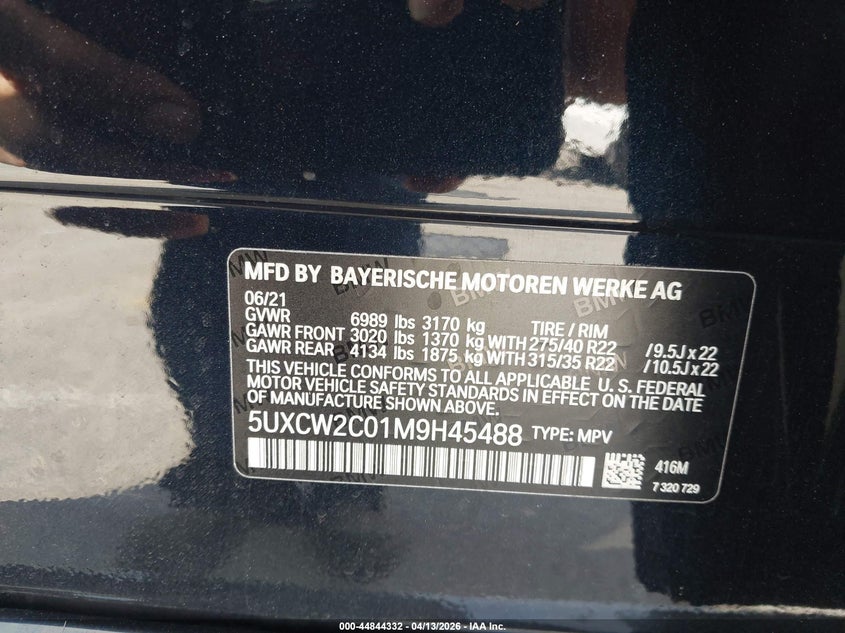 MFD BY BAYERISCHE MOTOREN WERKE AG
06/21
GVWR 6989 lbs 3170 kg TIRE / RIM
GAWR FRONT 3020 lbs 1370 kg WITH 275/40 R22 /9.5J x 22
GAWR REAR 4134 lbs 1875 kg WITH 315/35 R22 /10.5J x 22
THIS VEHICLE CONFORMS TO ALL APPLICABLE U. S. FEDERAL
MOTOR VEHICLE SAFETY STANDARDS IN EFFECT ON THE DATE
OF MANUFACTURE SHOWN ABOVE.
5UXCW2C01M9H45488 TYPE: MPV
416M
7 320 729
000-44844332 - 04/13/2026 - IAA Inc.